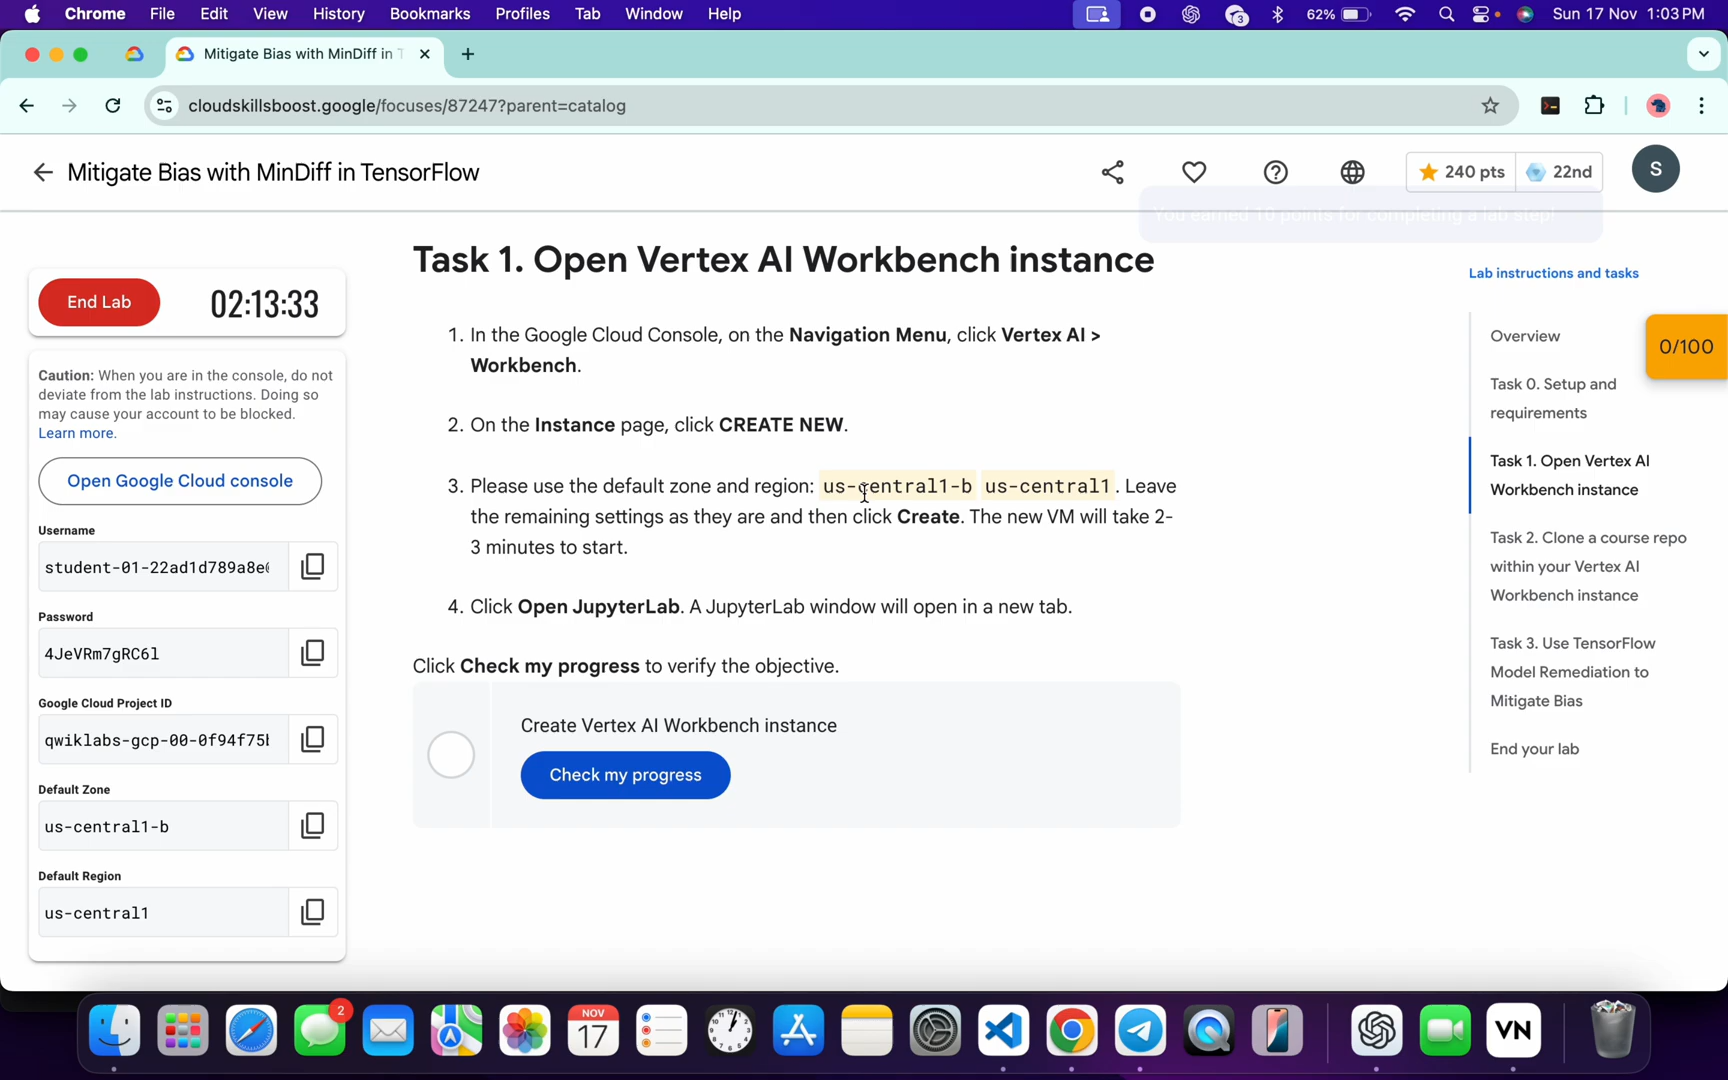 Chrome File Edit View History Bookmarks Profiles Tab Window Help
3
62%
Sun 17 Nov 1:03 PM
Mitigate Bias with MinDiff in
cloudskillsboost.google/focuses/87247?parent=catalog
Mitigate Bias with MinDiff in TensorFlow
240 pts
22nd
S
You earned 10 points for completing a lab step!
End Lab
02:13:33
Caution: When you are in the console, do not
deviate from the lab instructions. Doing so
may cause your account to be blocked.
Learn more.
Open Google Cloud console
Username
student-01-22ad1d789a8e
Password
4JeVRm7gRC6l
Google Cloud Project ID
qwiklabs-gcp-00-0f94f75
Default Zone
us-central1-b
Default Region
us-central1
Task 1. Open Vertex AI Workbench instance
1. In the Google Cloud Console, on the Navigation Menu, click Vertex AI >
Workbench.
2. On the Instance page, click CREATE NEW.
3. Please use the default zone and region: us-central1-b us-central1. Leave
the remaining settings as they are and then click Create. The new VM will take 2-
3 minutes to start.
4. Click Open JupyterLab. A JupyterLab window will open in a new tab.
Click Check my progress to verify the objective.
Create Vertex AI Workbench instance
Check my progress
Lab instructions and tasks
Overview
Task 0. Setup and
requirements
Task 1. Open Vertex AI
Workbench instance
Task 2. Clone a course repo
within your Vertex AI
Workbench instance
Task 3. Use TensorFlow
Model Remediation to
Mitigate Bias
End your lab
0/100
2
NOV
17
VN